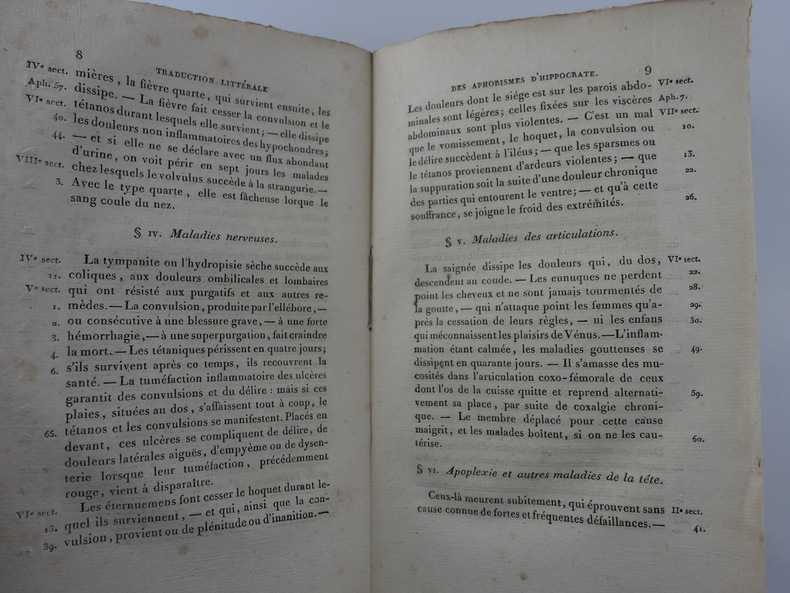 8
TRADUCTION LITTÉRALE
IVe sect. mières, la fièvre quarte, qui survient ensuite, les
Aph. 57. dissipe. — La fièvre fait cesser la convulsion et le
VIe sect. tétanos durant lesquels elle survient; — elle dissipe
40. les douleurs non inflammatoires des hypochondres;
44. — et si elle ne se déclare avec un flux abondant
d'urine, on voit périr en sept jours les malades
VIIIe sect. chez lesquels le volvulus succède à la strangurie. —
3. Avec le type quarte, elle est fâcheuse lorsque le
sang coule du nez.
§ IV. Maladies nerveuses.
IVe sect. La tympanite ou l'hydropisie sèche succède aux
11. coliques, aux douleurs ombilicales et lombaires
Ve sect. qui ont résisté aux purgatifs et aux autres re-
1. mèdes. — La convulsion, produite par l'ellébore, —
2. ou consécutive à une blessure grave, — à une forte
3. hémorrhagie, — à une superpurgation, fait craindre
4. la mort. — Les tétaniques périssent en quatre jours;
6. s'ils survivent après ce temps, ils recouvrent la
santé. — La tuméfaction inflammatoire des ulcères
garantit des convulsions et du délire : mais si ces
plaies, situées au dos, s'affaissent tout à coup, le
65. tétanos et les convulsions se manifestent. Placés en
devant, ces ulcères se compliquent de délire, de
douleurs latérales aiguës, d'empyème ou de dysen-
terie lorsque leur tuméfaction, précédemment
rouge, vient à disparaître.
VIe sect. Les éternuemens font cesser le hoquet durant le-
13. quel ils surviennent, — et qui, ainsi que la con-
39. vulsion, provient ou de plénitude ou d'inanition. —
DES APHORISMES D'HIPPOCRATE.
9
Les douleurs dont le siége est sur les parois abdo- VIe sect.
minales sont légères; celles fixées sur les viscères Aph. 7.
abdominaux sont plus violentes. — C'est un mal VIIe sect.
que le vomissement, le hoquet, la convulsion ou 10.
le délire succèdent à l'iléus; — que les sparsmes ou
le tétanos proviennent d'ardeurs violentes; — que 13.
la suppuration soit la suite d'une douleur chronique 22.
des parties qui entourent le ventre; — et qu'à cette
souffrance, se joigne le froid des extrémités. 26.
§ V. Maladies des articulations.
La saignée dissipe les douleurs qui, du dos, VIe sect.
descendent au coude. — Les eunuques ne perdent 22.
point les cheveux et ne sont jamais tourmentés de 28.
la goutte, — qui n'attaque point les femmes qu'a- 29.
près la cessation de leurs règles, — ni les enfans 30.
qui méconnaissent les plaisirs de Vénus. — L'inflam-
mation étant calmée, les maladies goutteuses se 49.
dissipent en quarante jours. — Il s'amasse des mu-
cosités dans l'articulation coxo-fémorale de ceux
dont l'os de la cuisse quitte et reprend alternati- 59.
vement sa place, par suite de coxalgie chroni-
que. — Le membre déplacé pour cette cause
maigrit, et les malades boîtent, si on ne les cau- 60.
térise.
§ VI. Apoplexie et autres maladies de la tête.
Ceux-là meurent subitement, qui éprouvent sans IIe sect.
cause connue de fortes et fréquentes défaillances. — 41.